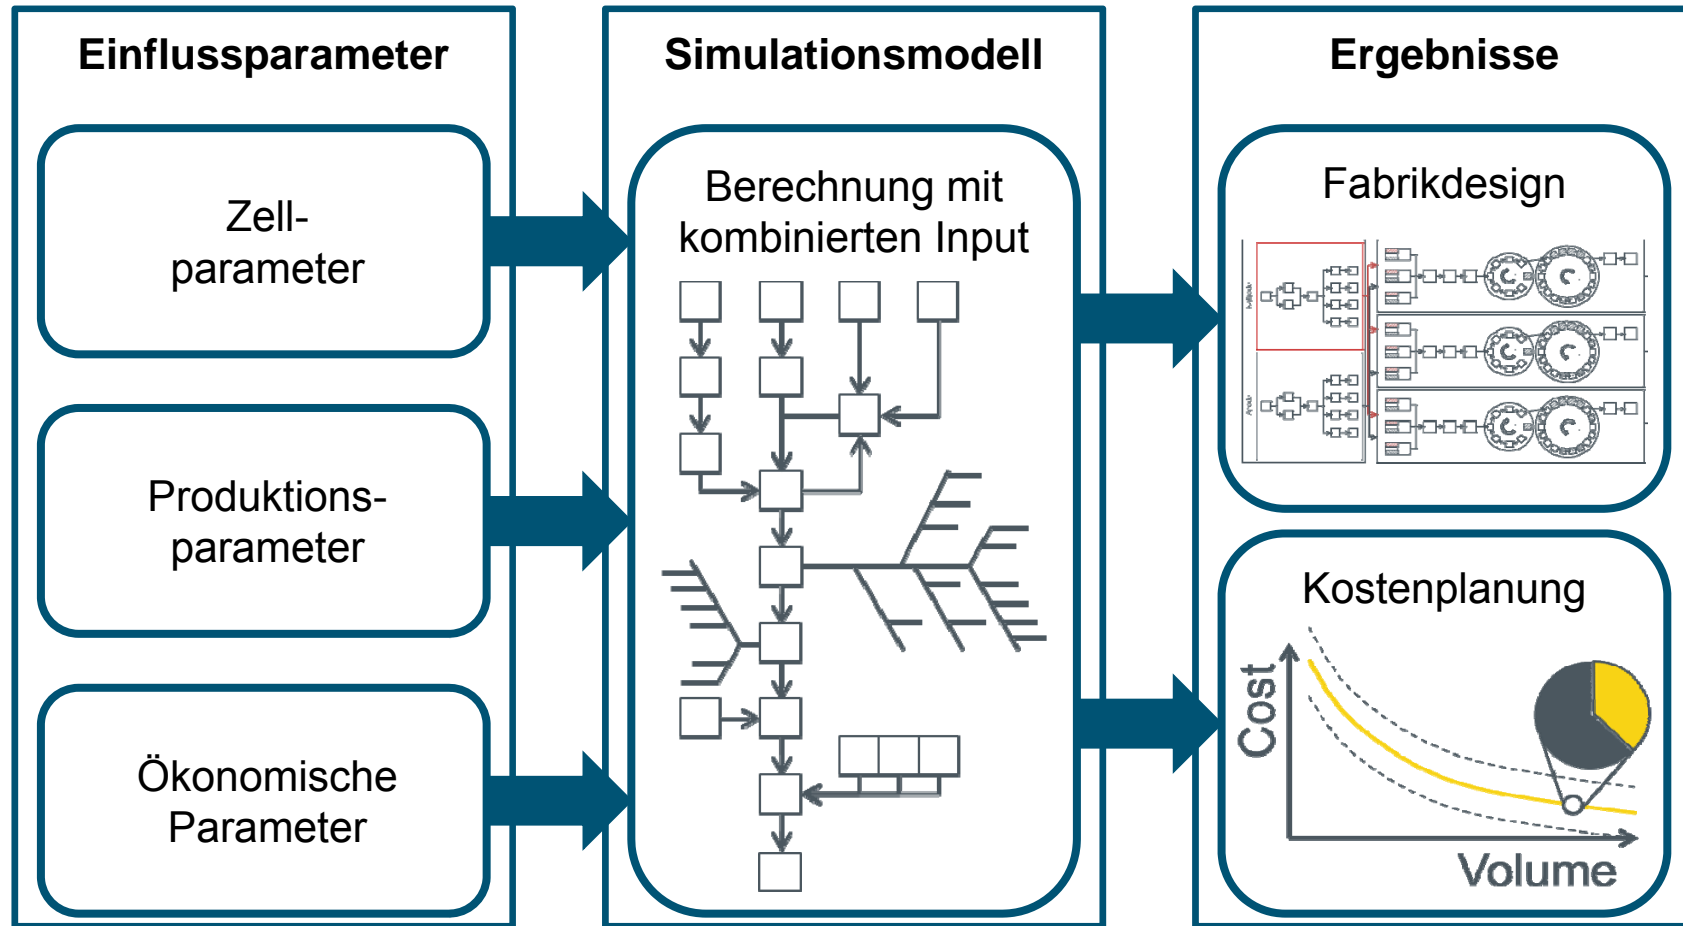 Einflussparameter
Zell-
parameter
Produktions-
parameter
Ökonomische
Parameter
Simulationsmodell
Berechnung mit
kombinierten Input
Ergebnisse
Fabrikdesign
Kostenplanung
Cost
Volume